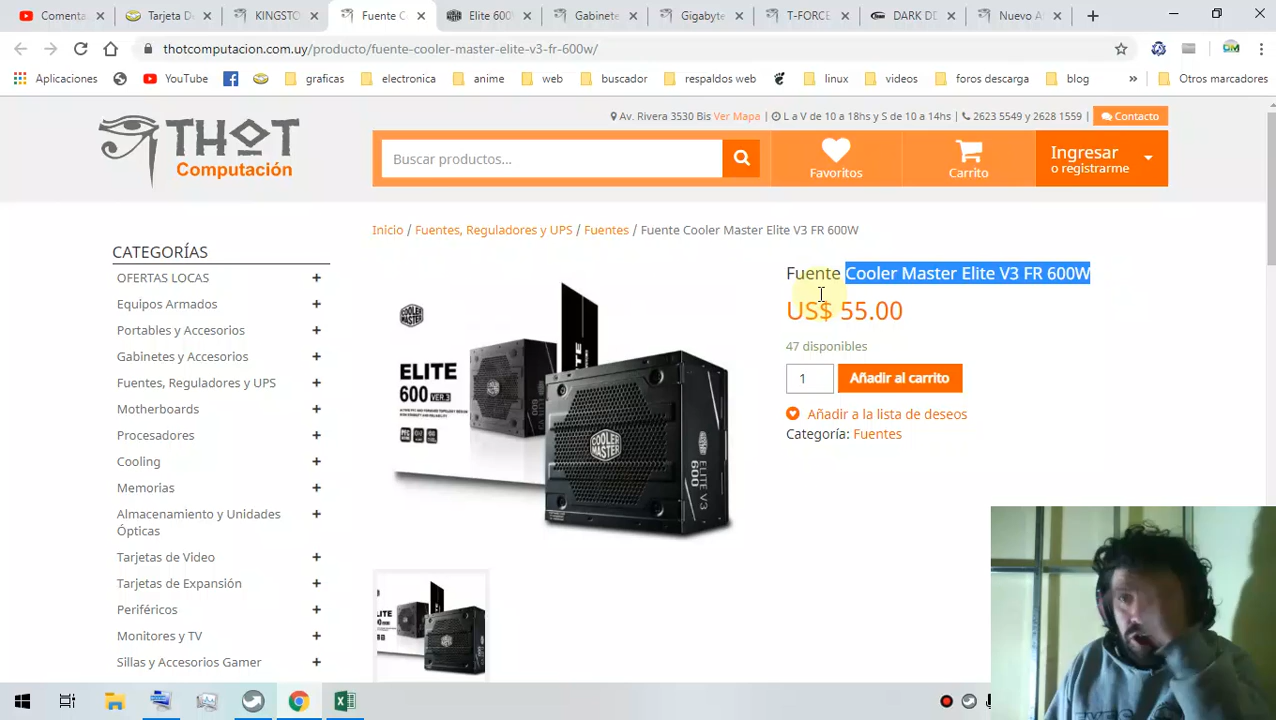 Comenta
Tarjeta D
KINGSTO
Fuente C
Elite 600
Gabinete
Gigabyte
T-FORCE
DARK DD
Nuevo A
thotcomputacion.com.uy/producto/fuente-cooler-master-elite-v3-fr-600w/
Aplicaciones
YouTube
graficas
electronica
anime
web
buscador
respaldos web
linux
videos
foros descarga
blog
»
Otros marcadores
Av. Rivera 3530 Bis Ver Mapa | L a V de 10 a 18hs y S de 10 a 14hs | 2623 5549 y 2628 1559 |
Contacto
THOT
Computación
Buscar productos...
Favoritos
Carrito
Ingresar
o registrarme
Inicio / Fuentes, Reguladores y UPS / Fuentes / Fuente Cooler Master Elite V3 FR 600W
CATEGORÍAS
OFERTAS LOCAS +
Equipos Armados +
Portables y Accesorios +
Gabinetes y Accesorios +
Fuentes, Reguladores y UPS +
Motherboards +
Procesadores +
Cooling +
Memorias +
Almacenamiento y Unidades +
Ópticas
Tarjetas de Video +
Tarjetas de Expansión +
Periféricos +
Monitores y TV +
Sillas y Accesorios Gamer +
ELITE
600 VER.3
COOLER
MASTER
ELITE V3
600
Fuente Cooler Master Elite V3 FR 600W
US$ 55.00
47 disponibles
1
Añadir al carrito
Añadir a la lista de deseos
Categoría: Fuentes